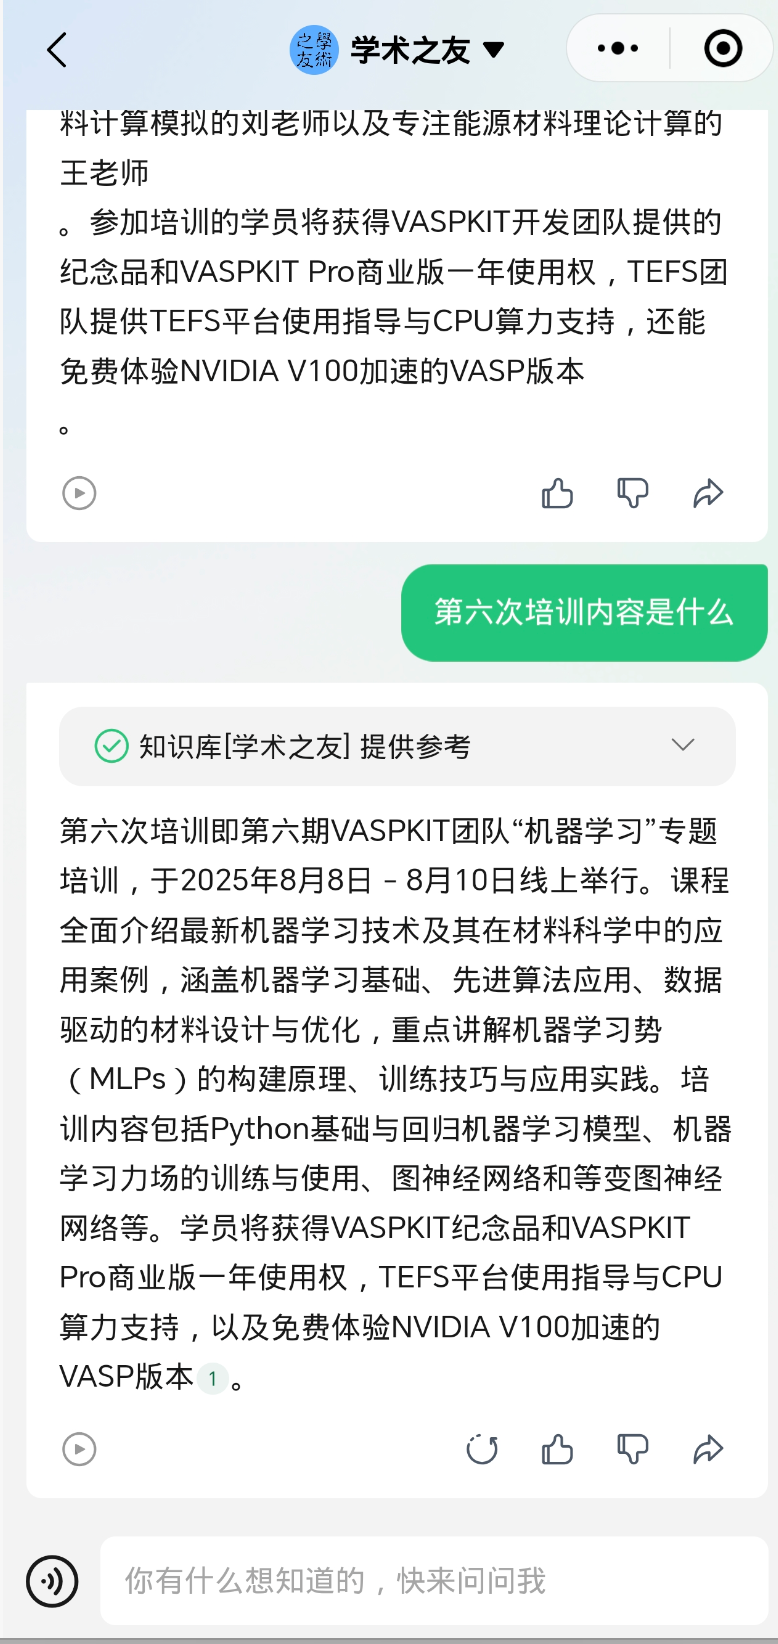 學術之友
学术之友
料计算模拟的刘老师以及专注能源材料理论计算的
王老师
。参加培训的学员将获得VASPKIT开发团队提供的
纪念品和VASPKIT Pro商业版一年使用权，TEFS团
队提供TEFS平台使用指导与CPU算力支持，还能
免费体验NVIDIA V100加速的VASP版本
。
第六次培训内容是什么
知识库[学术之友] 提供参考
第六次培训即第六期VASPKIT团队“机器学习”专题
培训，于2025年8月8日 - 8月10日线上举行。课程
全面介绍最新机器学习技术及其在材料科学中的应
用案例，涵盖机器学习基础、先进算法应用、数据
驱动的材料设计与优化，重点讲解机器学习势
（MLPs）的构建原理、训练技巧与应用实践。培
训内容包括Python基础与回归机器学习模型、机器
学习力场的训练与使用、图神经网络和等变图神经
网络等。学员将获得VASPKIT纪念品和VASPKIT
Pro商业版一年使用权，TEFS平台使用指导与CPU
算力支持，以及免费体验NVIDIA V100加速的
VASP版本 1 。
你有什么想知道的，快来问问我